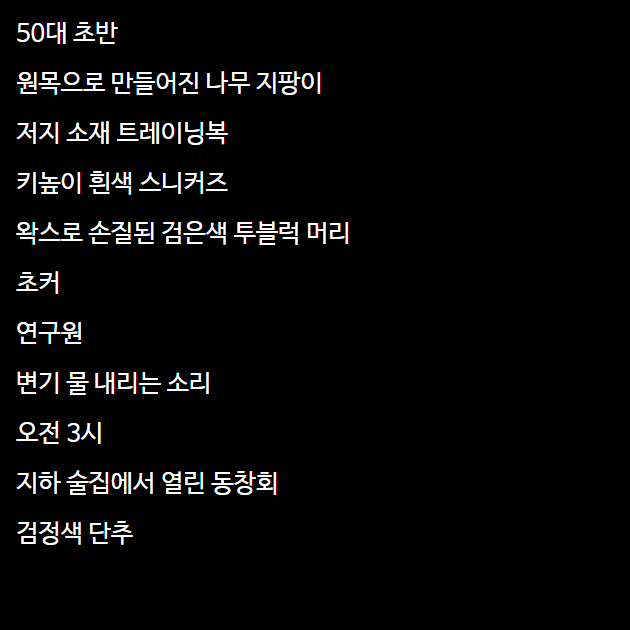 50대 초반
원목으로 만들어진 나무 지팡이
저지 소재 트레이닝복
키높이 흰색 스니커즈
왁스로 손질된 검은색 투블럭 머리
초커
연구원
변기 물 내리는 소리
오전 3시
지하 술집에서 열린 동창회
검정색 단추